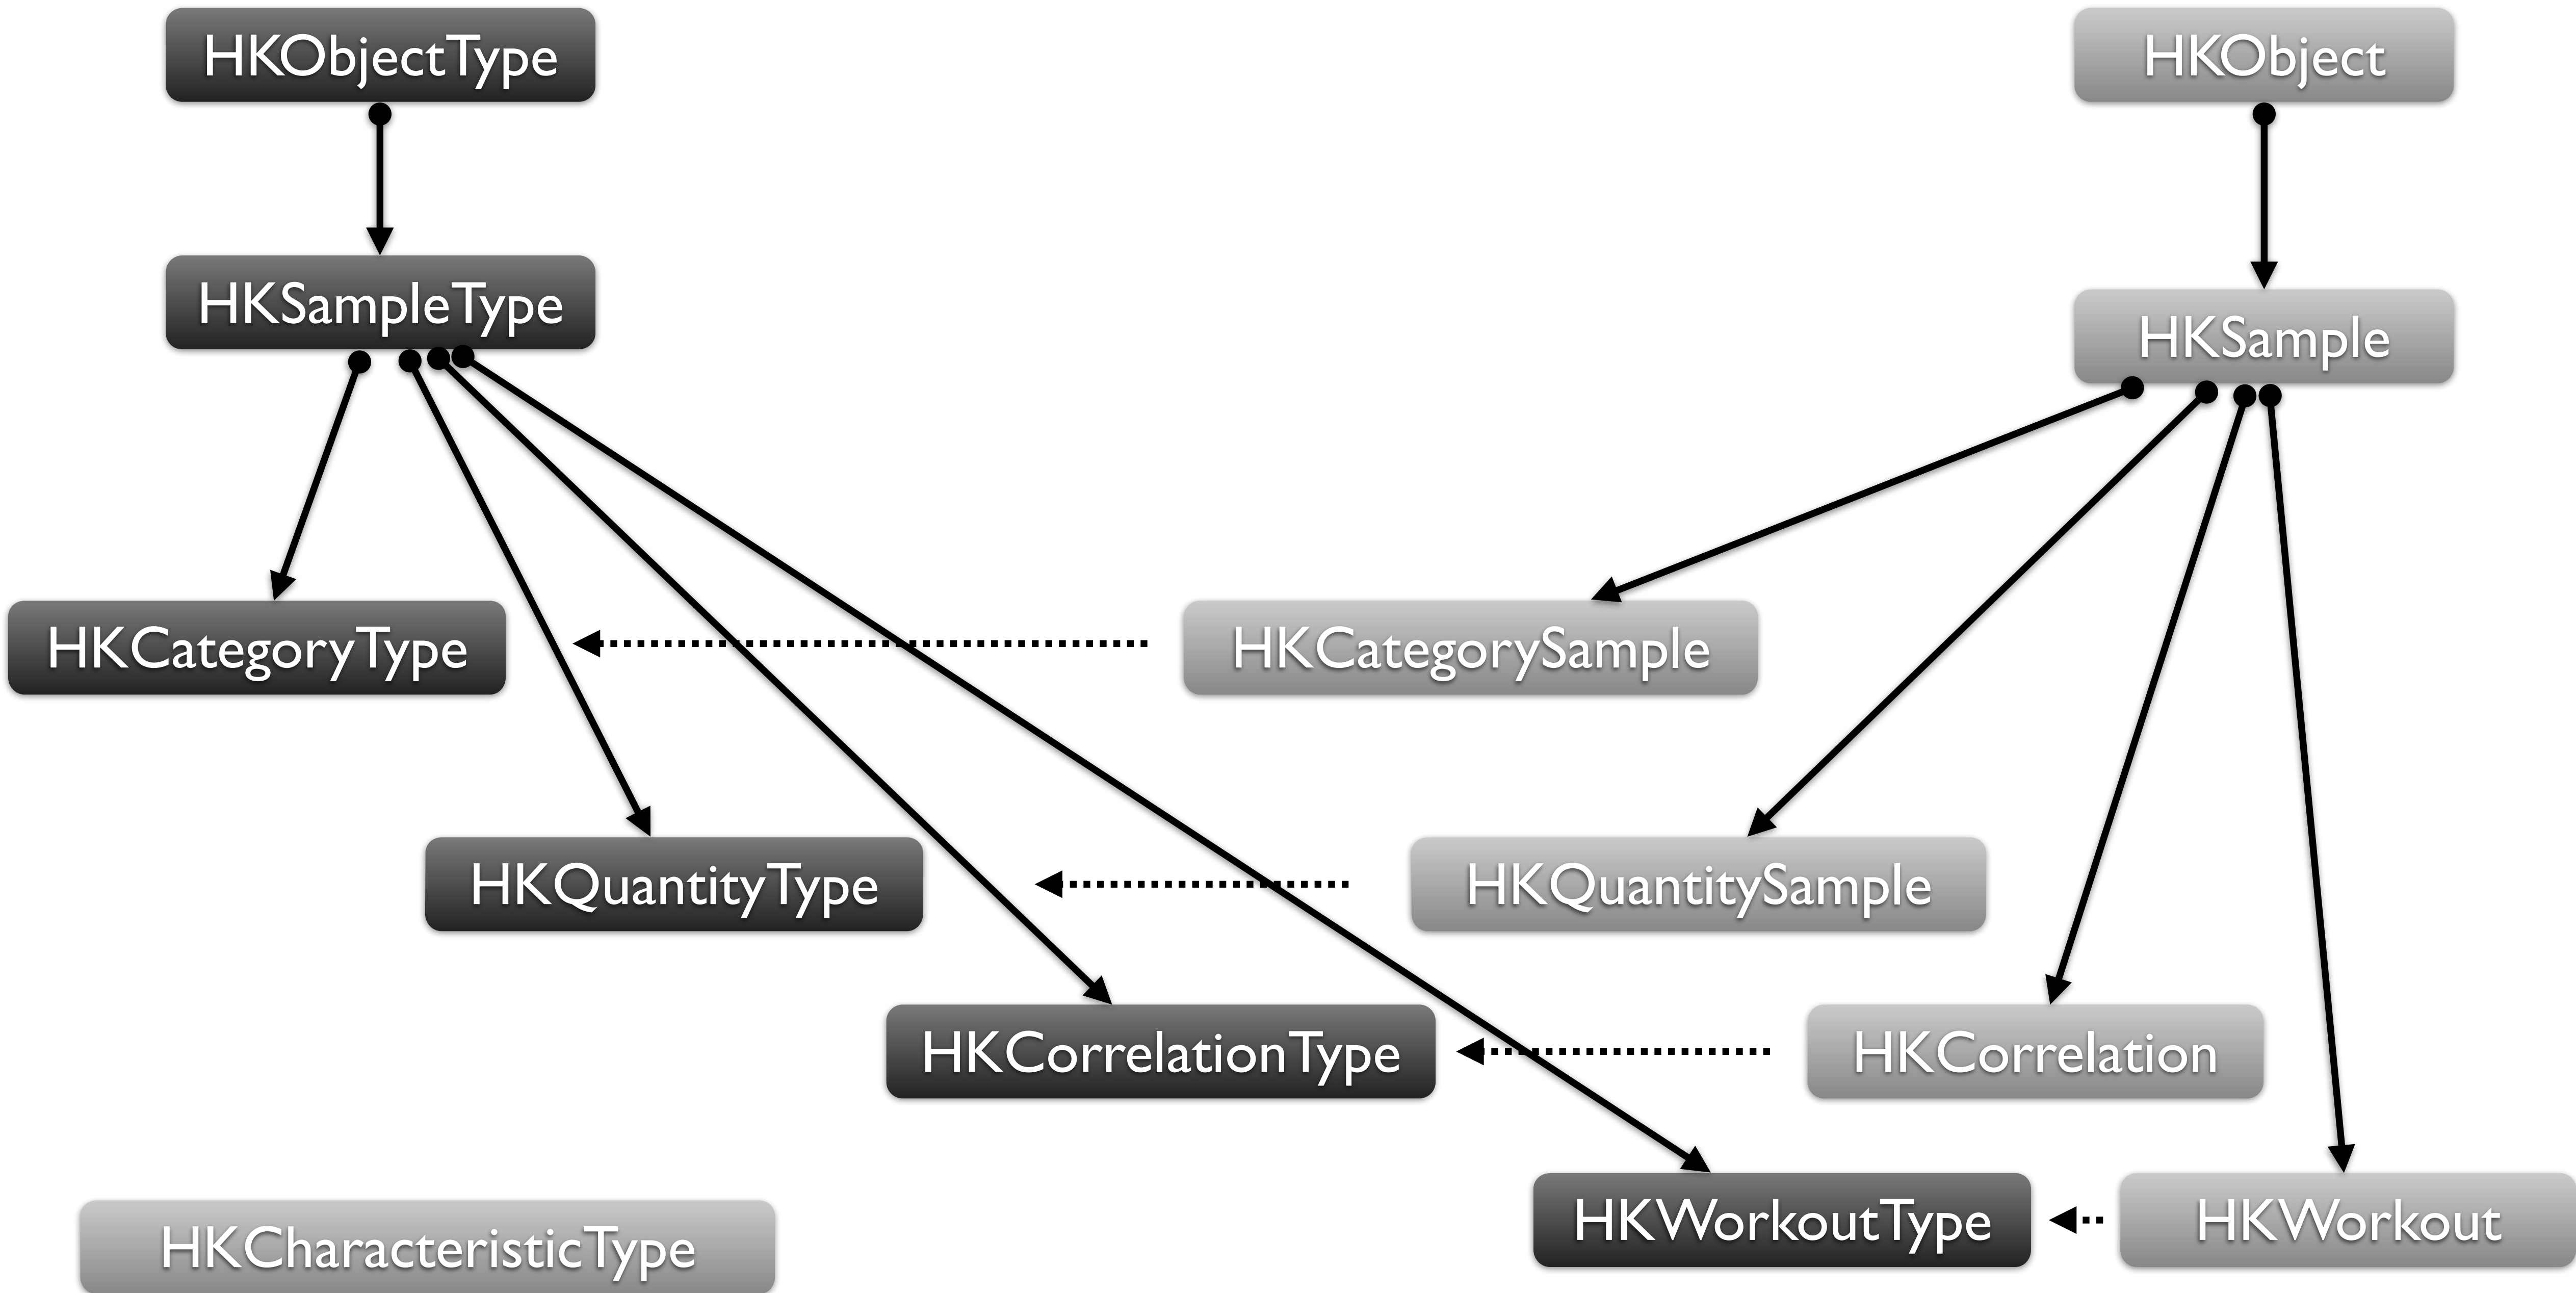 HKObjectType
HKObject
HKSampleType
HKSample
HKCategoryType
HKCategorySample
HKQuantityType
HKQuantitySample
HKCorrelationType
HKCorrelation
HKWorkoutType
HKWorkout
HKCharacteristicType